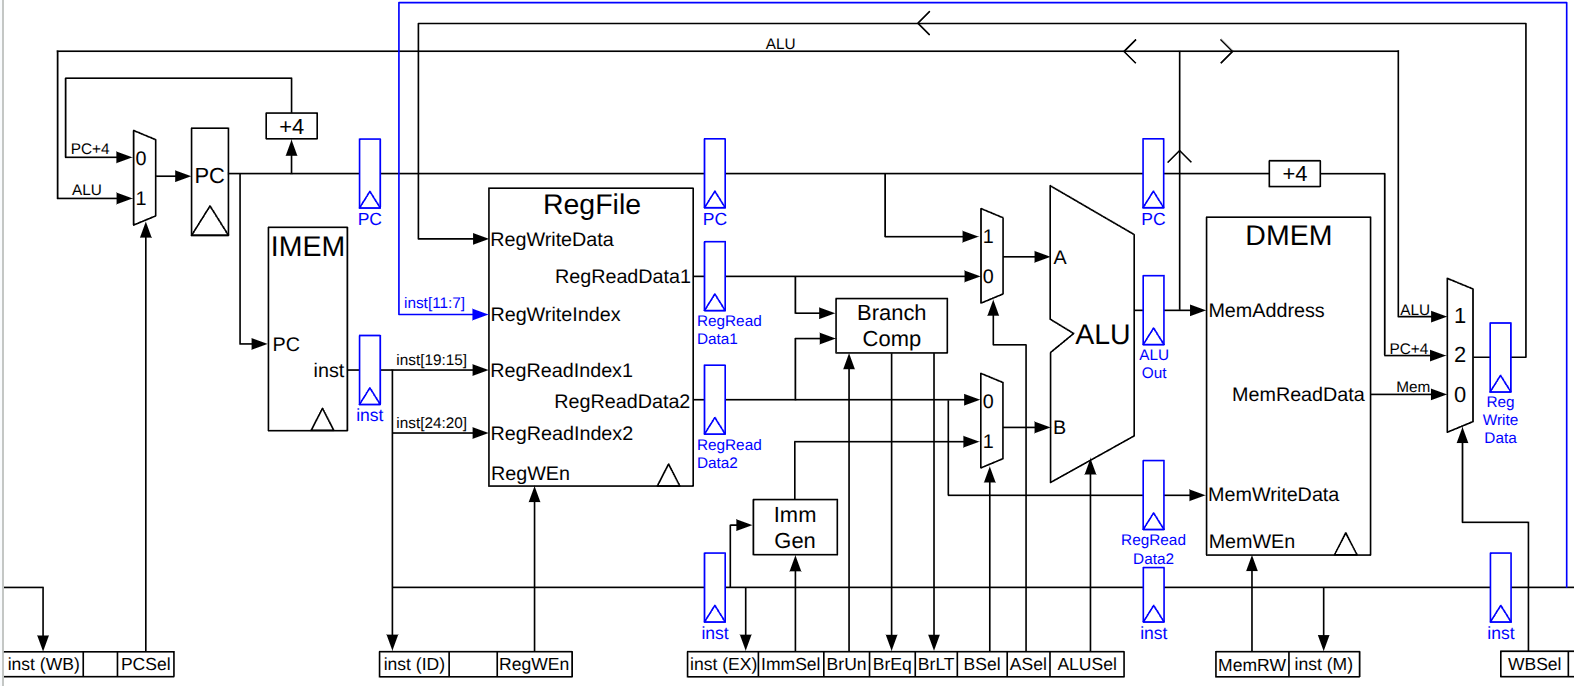 ALU
+4
PC+4
0
ALU
1
PC
PC
IMEM
PC
inst
inst
inst[11:7]
inst[19:15]
inst[24:20]
RegFile
RegWriteData
RegReadData1
RegWriteIndex
RegReadIndex1
RegReadData2
RegReadIndex2
RegWEn
PC
RegRead
Data1
RegRead
Data2
Branch
Comp
1
0
0
1
A
B
ALU
Imm
Gen
PC
ALU
Out
RegRead
Data2
+4
DMEM
MemAddress
MemReadData
MemWriteData
MemWEn
ALU
1
PC+4
2
Mem
0
Reg
Write
Data
inst
inst
inst
inst (WB)
PCSel
inst (ID)
RegWEn
inst (EX)
ImmSel
BrUn
BrEq
BrLT
BSel
ASel
ALUSel
MemRW
inst (M)
WBSel